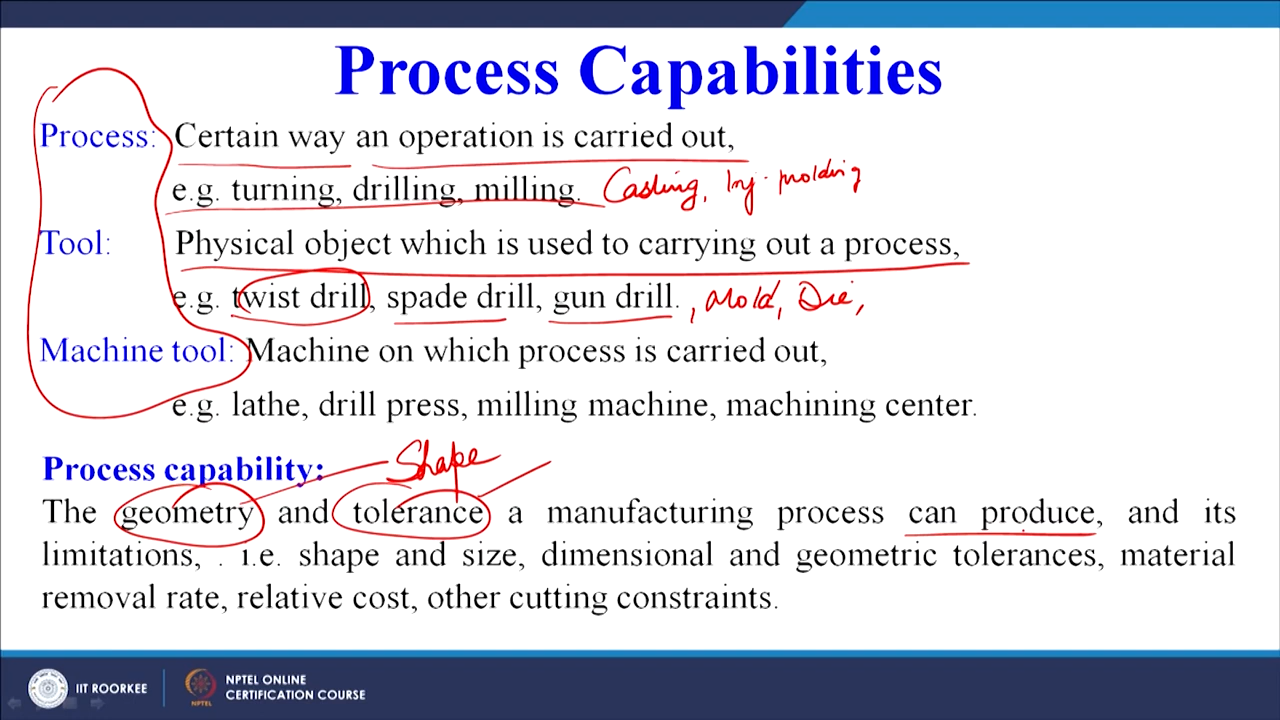 Process Capabilities
Process: Certain way an operation is carried out,
e.g. turning, drilling, milling. Casting, Inj. molding
Tool: Physical object which is used to carrying out a process,
e.g. twist drill, spade drill, gun drill. , Mold, Die,
Machine tool: Machine on which process is carried out,
e.g. lathe, drill press, milling machine, machining center.
Process capability: Shape
The geometry and tolerance a manufacturing process can produce, and its
limitations, . i.e. shape and size, dimensional and geometric tolerances, material
removal rate, relative cost, other cutting constraints.
IIT ROORKEE
NPTEL
NPTEL ONLINE
CERTIFICATION COURSE